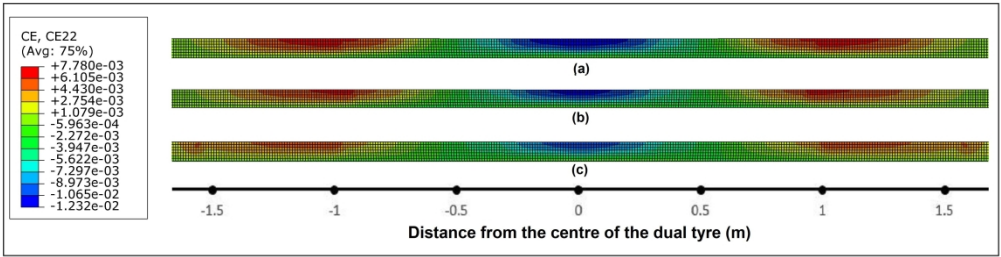 CE, CE22
(Avg: 75%)
+7.780e-03
+6.105e-03
+4.430e-03
+2.754e-03
+1.079e-03
-5.963e-04
-2.272e-03
-3.947e-03
-5.622e-03
-7.297e-03
-8.973e-03
-1.065e-02
-1.232e-02
(a)
(b)
(c)
-1.5 -1 -0.5 0 0.5 1 1.5
Distance from the centre of the dual tyre (m)